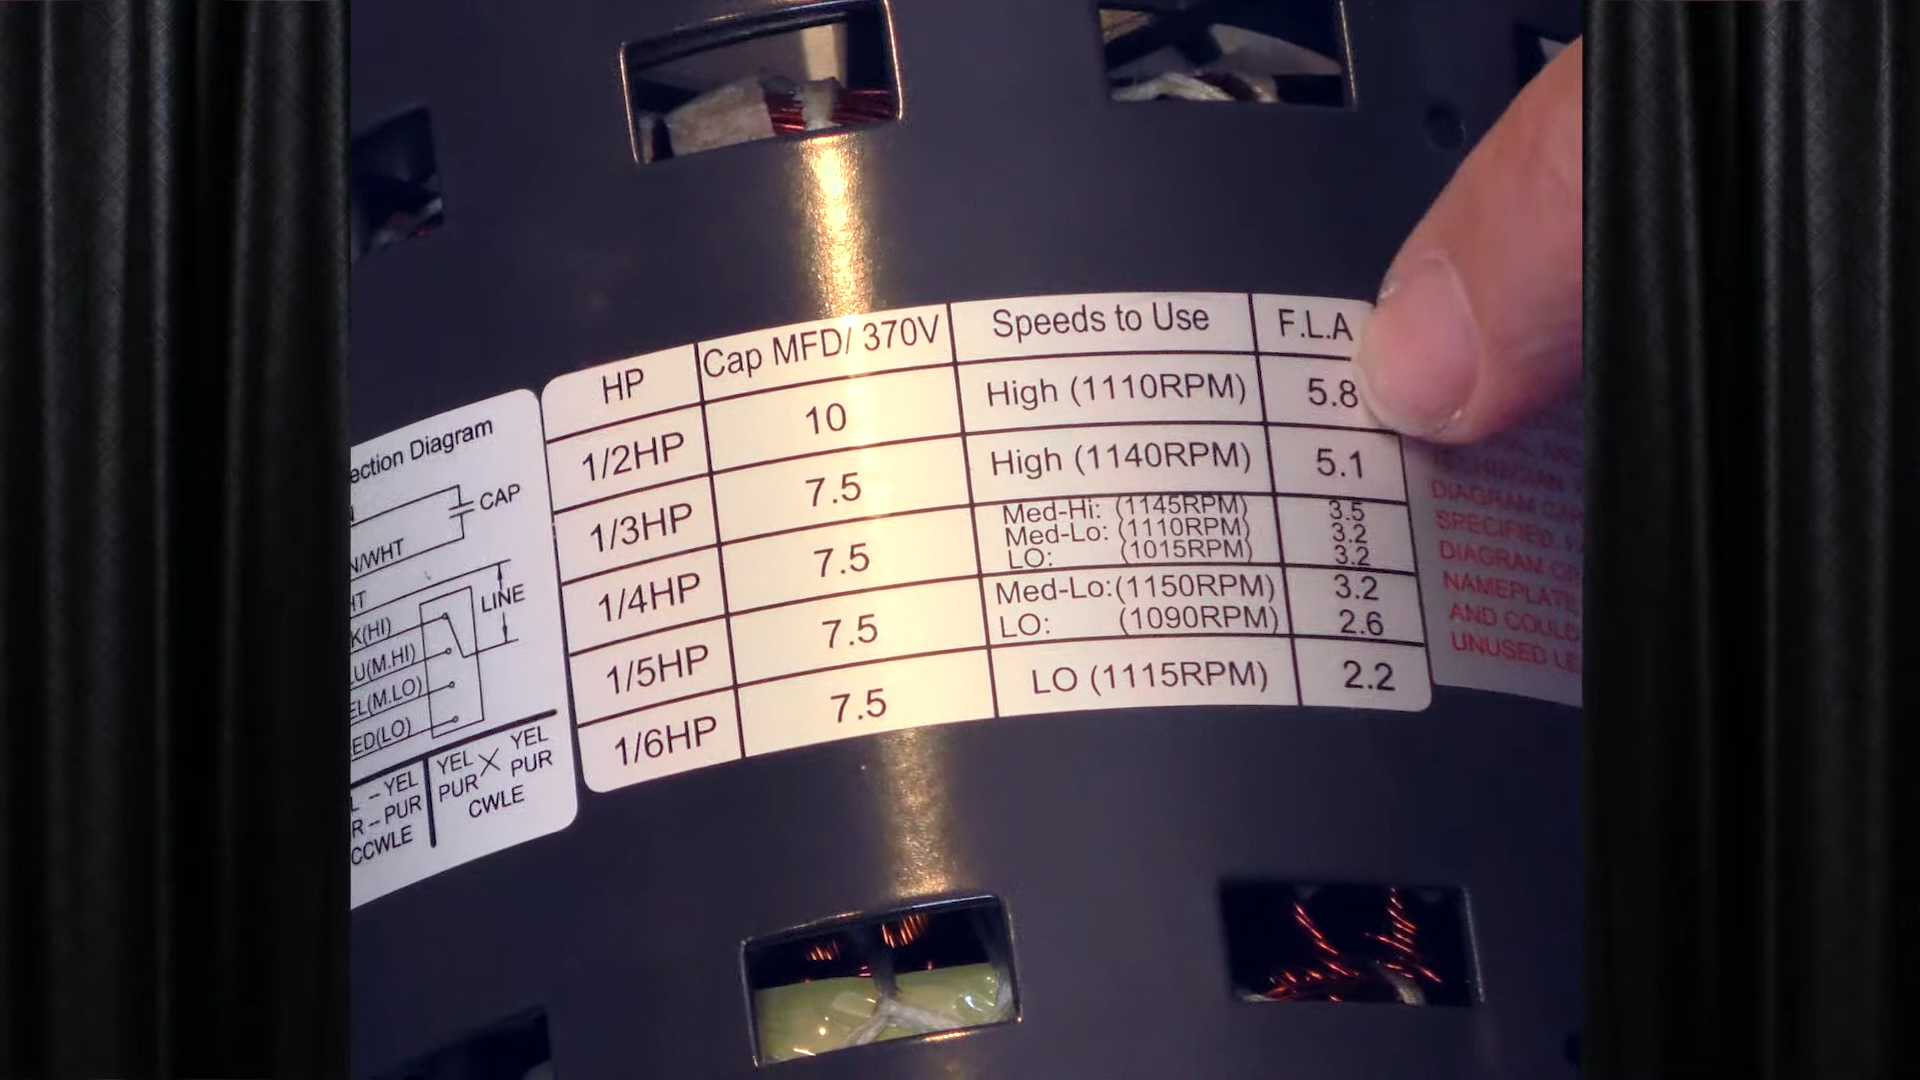 ection Diagram
CAP
N/WHT
HT
LINE
K(HI)
LU(M.HI)
EL(M.LO)
ED(LO)
L – YEL
R – PUR
CCWLE
YEL YEL
PUR PUR
CWLE
HP Cap MFD/ 370V Speeds to Use F.L.A
1/2HP 10 High (1110RPM) 5.8
1/3HP 7.5 High (1140RPM) 5.1
1/4HP 7.5 Med-Hi: (1145RPM) 3.5
Med-Lo: (1110RPM) 3.2
LO: (1015RPM) 3.2
1/5HP 7.5 Med-Lo:(1150RPM) 3.2
LO: (1090RPM) 2.6
1/6HP 7.5 LO (1115RPM) 2.2
DIAGRAM
SPECIFIED.
DIAGRAM OR
NAMEPLATE
AND COULD
UNUSED LE